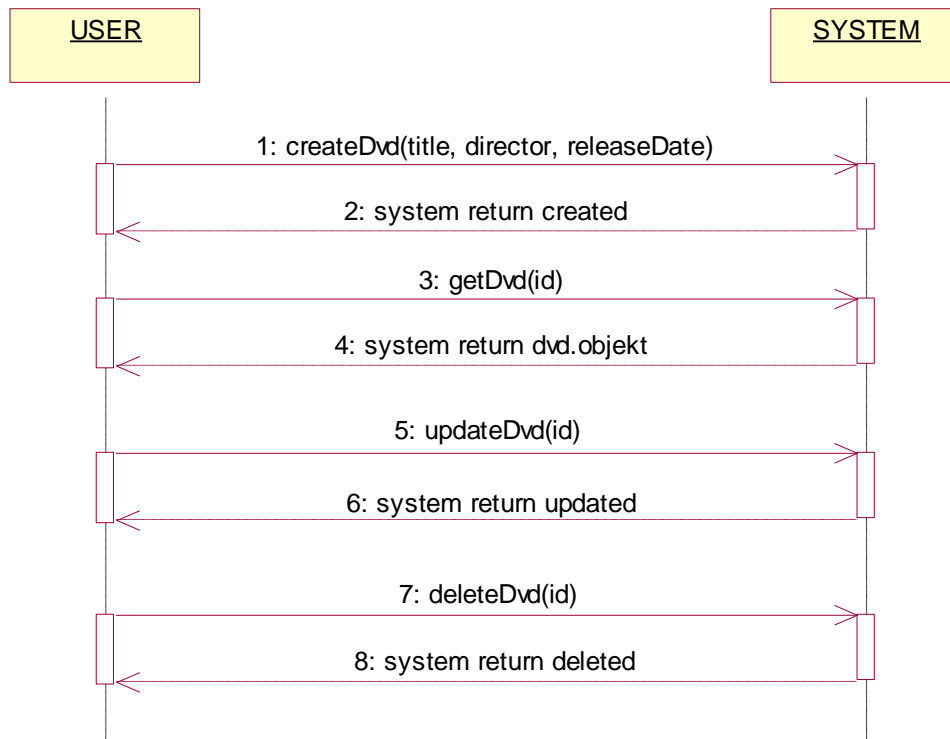 USER
SYSTEM
1: createDvd(title, director, releaseDate)
2: system return created
3: getDvd(id)
4: system return dvd.objekt
5: updateDvd(id)
6: system return updated
7: deleteDvd(id)
8: system return deleted